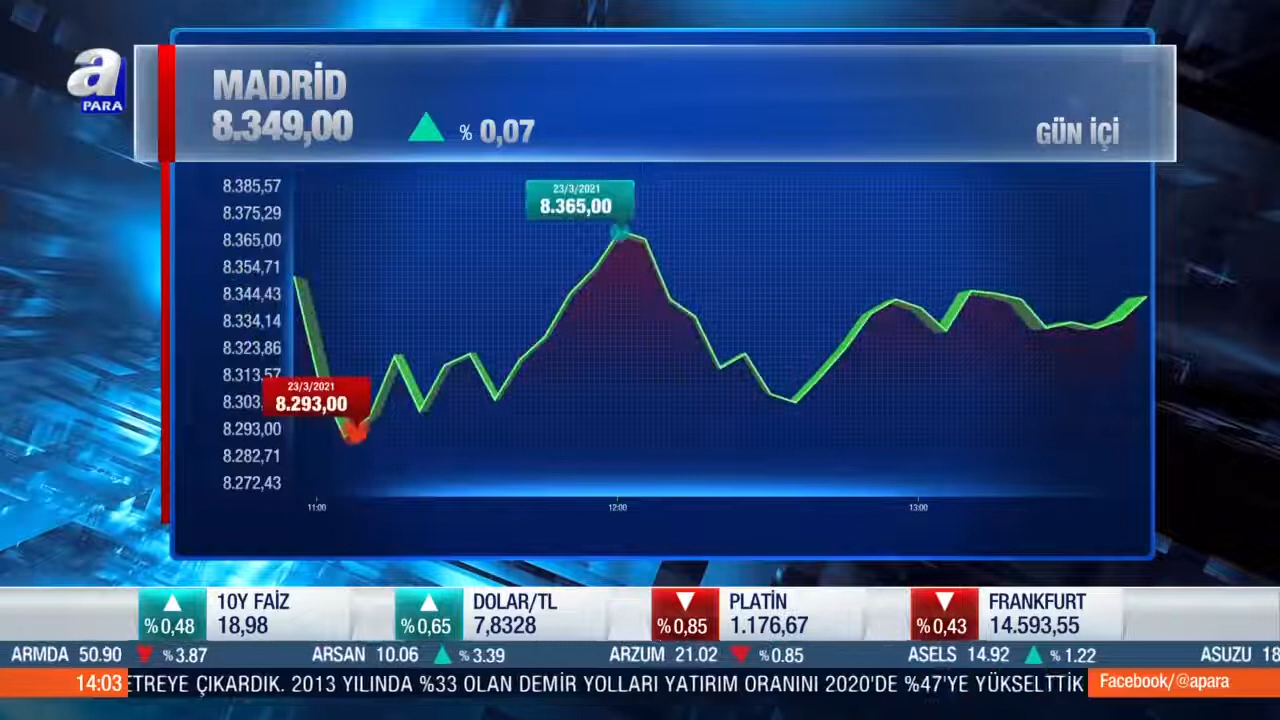 a
PARA
MADRİD
8.349,00
% 0,07
GÜN İÇİ
8.385,57
8.375,29
8.365,00
8.354,71
8.344,43
8.334,14
8.323,86
8.313,57
8.303,
8.293,00
8.282,71
8.272,43
23/3/2021
8.365,00
23/3/2021
8.293,00
11:00 12:00 13:00
%0,48 10Y FAİZ 18,98
%0,65 DOLAR/TL 7,8328
%0,85 PLATİN 1.176,67
%0,43 FRANKFURT 14.593,55
ARMDA 50.90 %3.87 ARSAN 10.06 %3.39 ARZUM 21.02 %0.85 ASELS 14.92 %1.22 ASUZU 18
14:03 ETREYE ÇIKARDIK. 2013 YILINDA %33 OLAN DEMİR YOLLARI YATIRIM ORANINI 2020'DE %47'YE YÜKSELTTİK Facebook/@apara